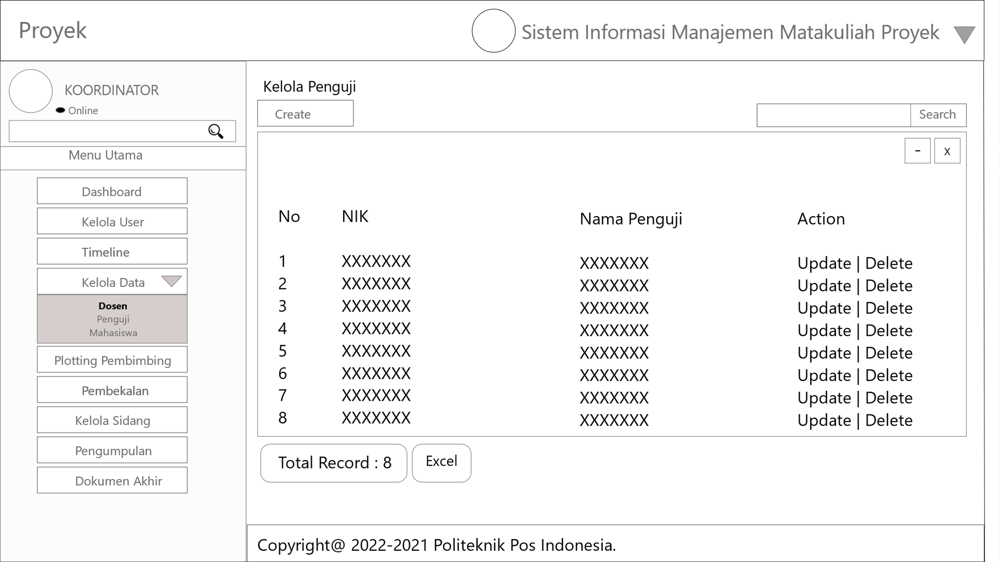 Proyek
Sistem Informasi Manajemen Matakuliah Proyek
KOORDINATOR
Online
Menu Utama
Dashboard
Kelola User
Timeline
Kelola Data
Dosen
Penguji
Mahasiswa
Plotting Pembimbing
Pembekalan
Kelola Sidang
Pengumpulan
Dokumen Akhir
Kelola Penguji
Create
Search
- x
No NIK Nama Penguji Action
1 XXXXXXX XXXXXXX Update | Delete
2 XXXXXXX XXXXXXX Update | Delete
3 XXXXXXX XXXXXXX Update | Delete
4 XXXXXXX XXXXXXX Update | Delete
5 XXXXXXX XXXXXXX Update | Delete
6 XXXXXXX XXXXXXX Update | Delete
7 XXXXXXX XXXXXXX Update | Delete
8 XXXXXXX XXXXXXX Update | Delete
Total Record : 8
Excel
Copyright@ 2022-2021 Politeknik Pos Indonesia.